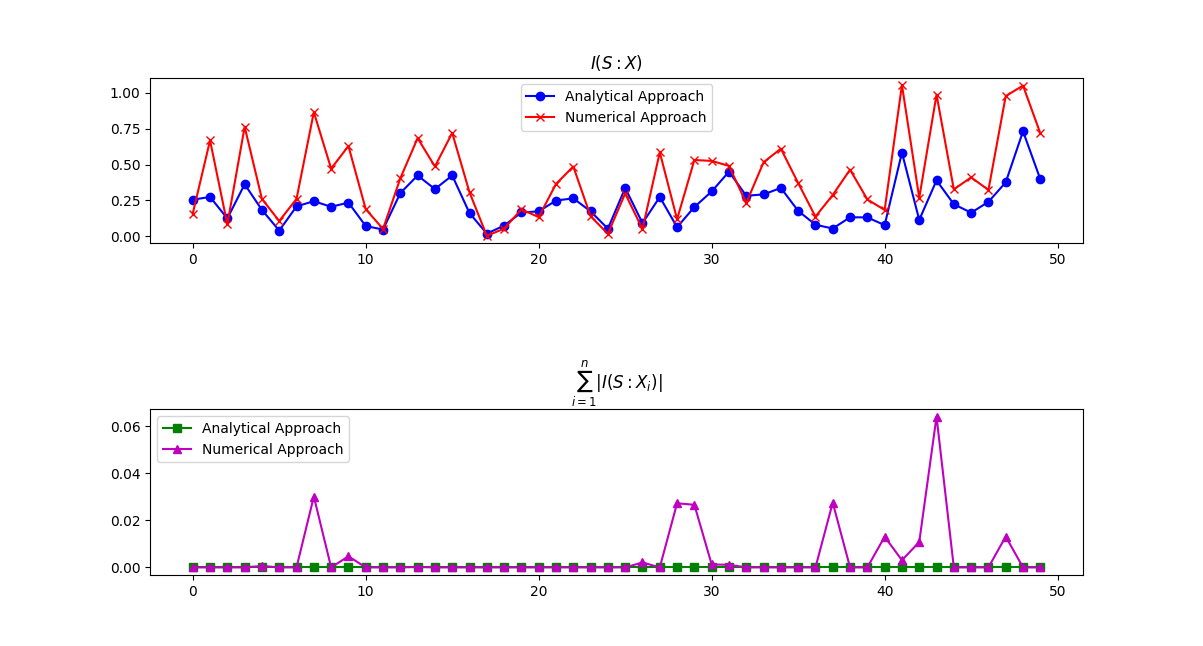 I(S : X)
Analytical Approach
Numerical Approach
1.00
0.75
0.50
0.25
0.00
0 10 20 30 40 50
n
∑ |I(S : Xᵢ)|
i = 1
Analytical Approach
Numerical Approach
0.06
0.04
0.02
0.00
0 10 20 30 40 50